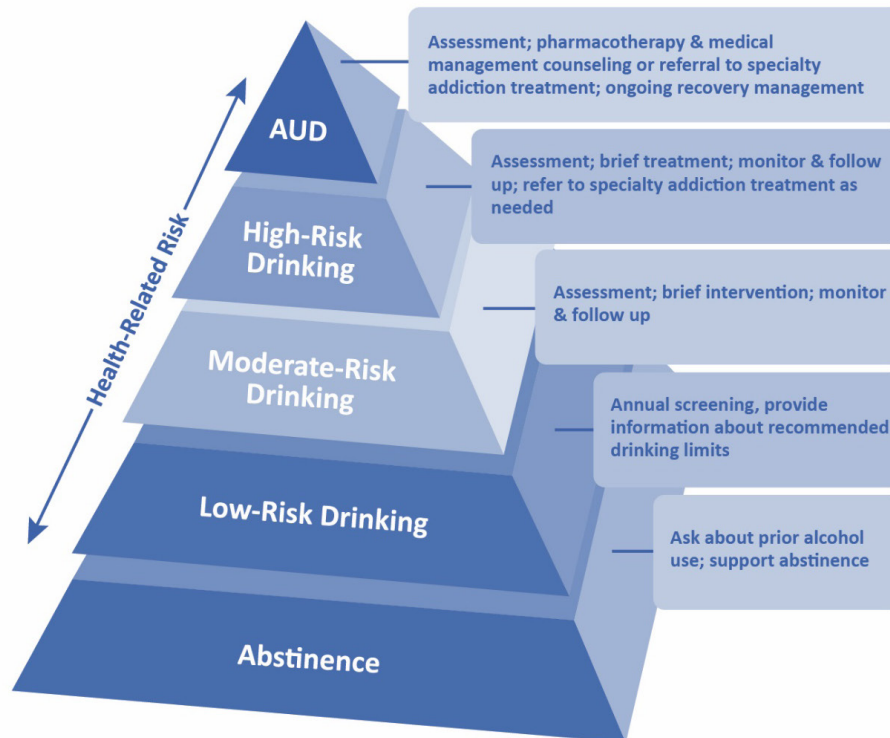 Assessment; pharmacotherapy & medical
management counseling or referral to specialty
addiction treatment; ongoing recovery management
AUD
Assessment; brief treatment; monitor & follow
up; refer to specialty addiction treatment as
needed
High-Risk
Drinking
Health-Related Risk
Assessment; brief intervention; monitor
& follow up
Moderate-Risk
Drinking
Annual screening, provide
information about recommended
drinking limits
Low-Risk Drinking
Ask about prior alcohol
use; support abstinence
Abstinence